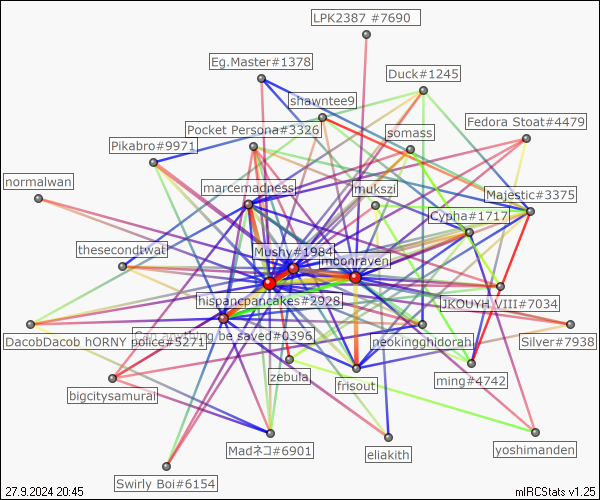 LPK2387 #7690
Eg.Master#1378
Duck#1245
shawntee9
Fedora Stoat#4479
Pocket Persona#3326
somass
Pikabro#9971
normalwan
marcemadness
mukszi
Majestic#3375
Cypha#1717
thesecondtwat
Mushy#1984
moonraven
hispancpancakes#2928
JKOUYH VIII#7034
DacobDacob hORNY police#5271
can anything be saved#0396
neokingghidorah
Silver#7938
zebula
frisout
ming#4742
bigcitysamurai
Madネコ#6901
eliakith
yoshimanden
Swirly Boi#6154
27.9.2024 20:45
mIRCStats v1.25